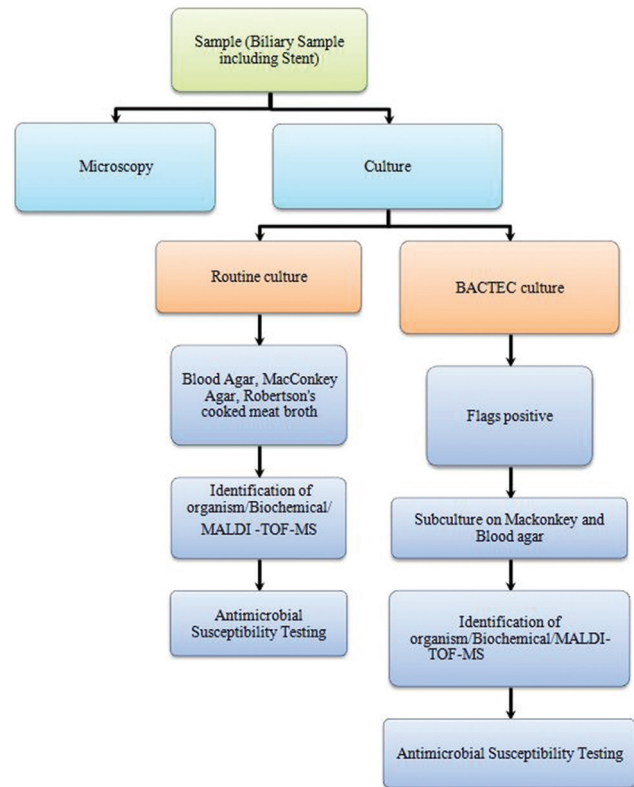 Sample (Biliary Sample
including Stent)
Microscopy
Culture
Routine culture
BACTEC culture
Blood Agar, MacConkey
Agar, Robertson's
cooked meat broth
Flags positive
Identification of
organism/Biochemical/
MALDI -TOF-MS
Subculture on Mackonkey and
Blood agar
Antimicrobial
Susceptibility Testing
Identification of
organism/Biochemical/MALDI-
TOF-MS
Antimicrobial Susceptibility Testing